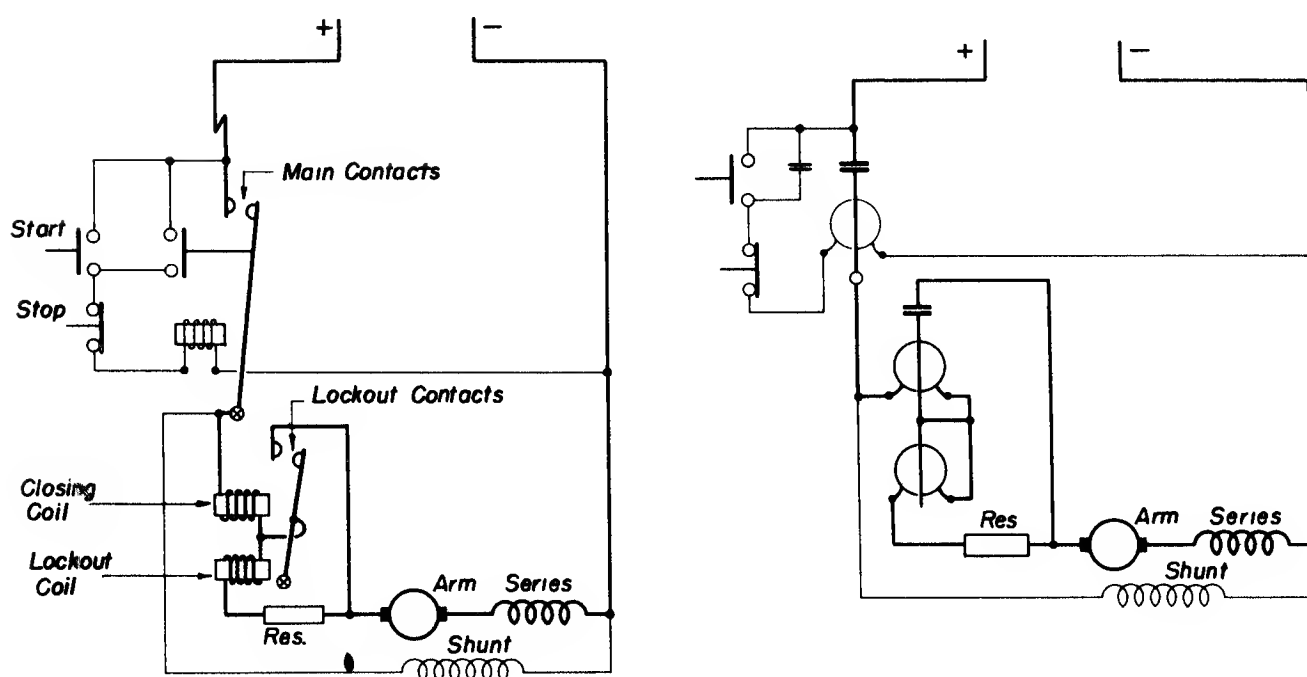 + −
Main Contacts
Start
Stop
Lockout Contacts
Closing
Coil
Lockout
Coil
Arm Series
Res.
Shunt
+ −
Res Arm Series
Shunt